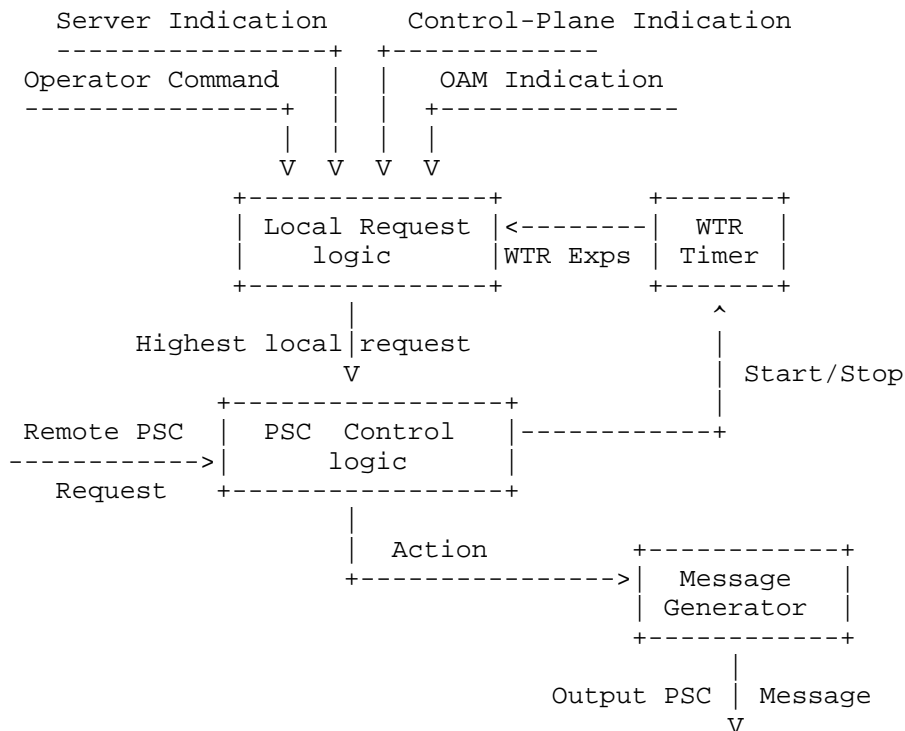 Server Indication     Control-Plane Indication
Operator Command     OAM Indication
V  V  V  V
Local Request     WTR
logic     WTR Exps     Timer
Highest local request
V     Start/Stop
Remote PSC     PSC  Control
logic
Request
Action
Message
Generator
Output PSC     Message
V